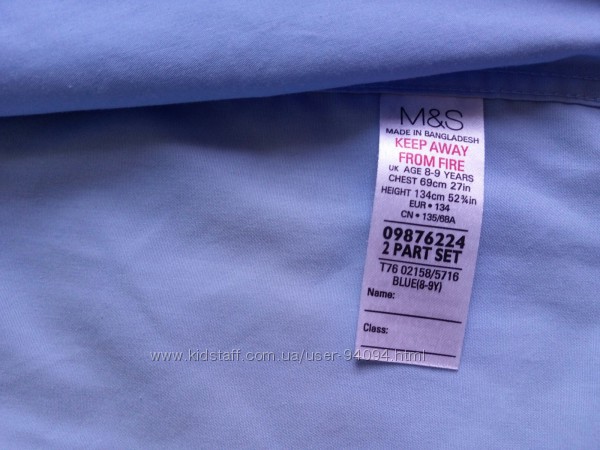 M&S
MADE IN BANGLADESH
KEEP AWAY
FROM FIRE
UK AGE 8-9 YEARS
CHEST 69cm 27in
HEIGHT 134cm 52¾in
EUR • 134
CN • 135/68A
09876224
2 PART SET
T76 02158/5716
BLUE(8-9Y)
Name:
Class:
www.kidstaff.com.ua/user-94094.html